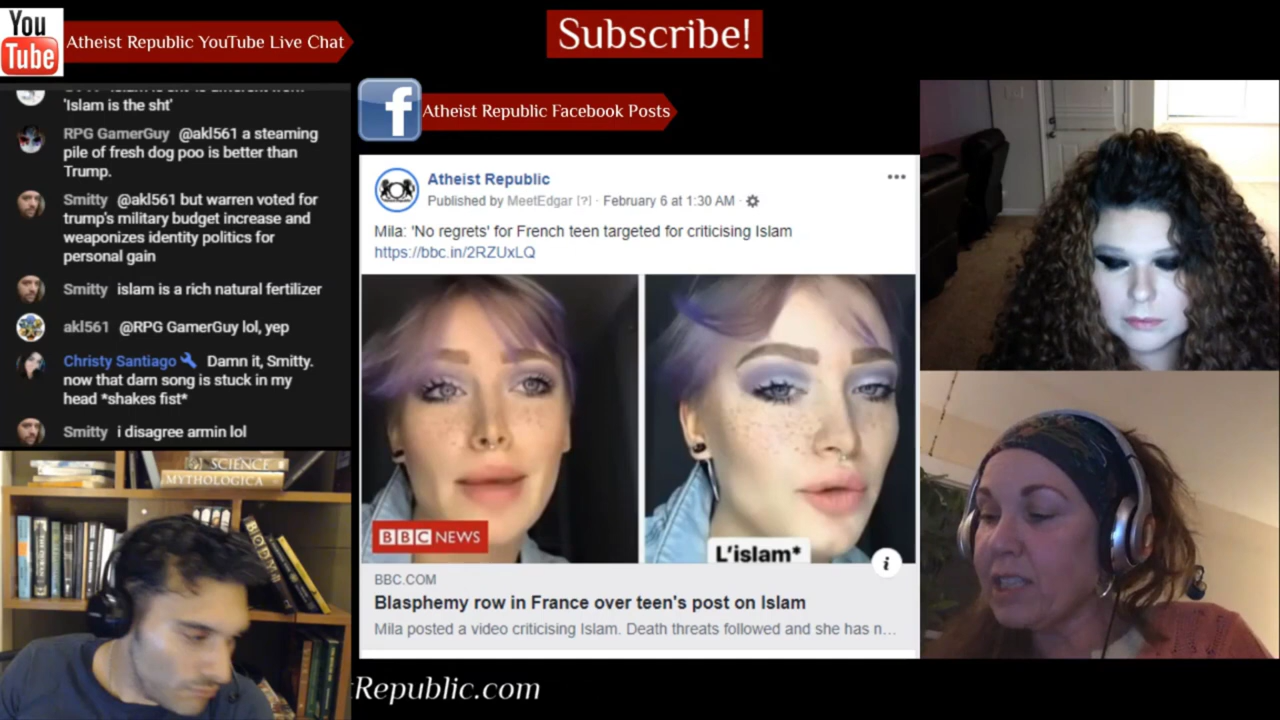 You
Tube
Atheist Republic YouTube Live Chat
Subscribe!
'Islam is the sht'
RPG GamerGuy @akl561 a steaming
pile of fresh dog poo is better than
Trump.
Smitty @akl561 but warren voted for
trump's military budget increase and
weaponizes identity politics for
personal gain
Smitty islam is a rich natural fertilizer
akl561 @RPG GamerGuy lol, yep
Christy Santiago Damn it, Smitty.
now that darn song is stuck in my
head *shakes fist*
Smitty i disagree armin lol
f
Atheist Republic Facebook Posts
Atheist Republic
Published by MeetEdgar [?] · February 6 at 1:30 AM ·
Mila: 'No regrets' for French teen targeted for criticising Islam
https://bbc.in/2RZUxLQ
BBC NEWS
L'islam*
i
BBC.COM
Blasphemy row in France over teen's post on Islam
Mila posted a video criticising Islam. Death threats followed and she has n...
SCIENCE
MYTHOLOGICA
tRepublic.com